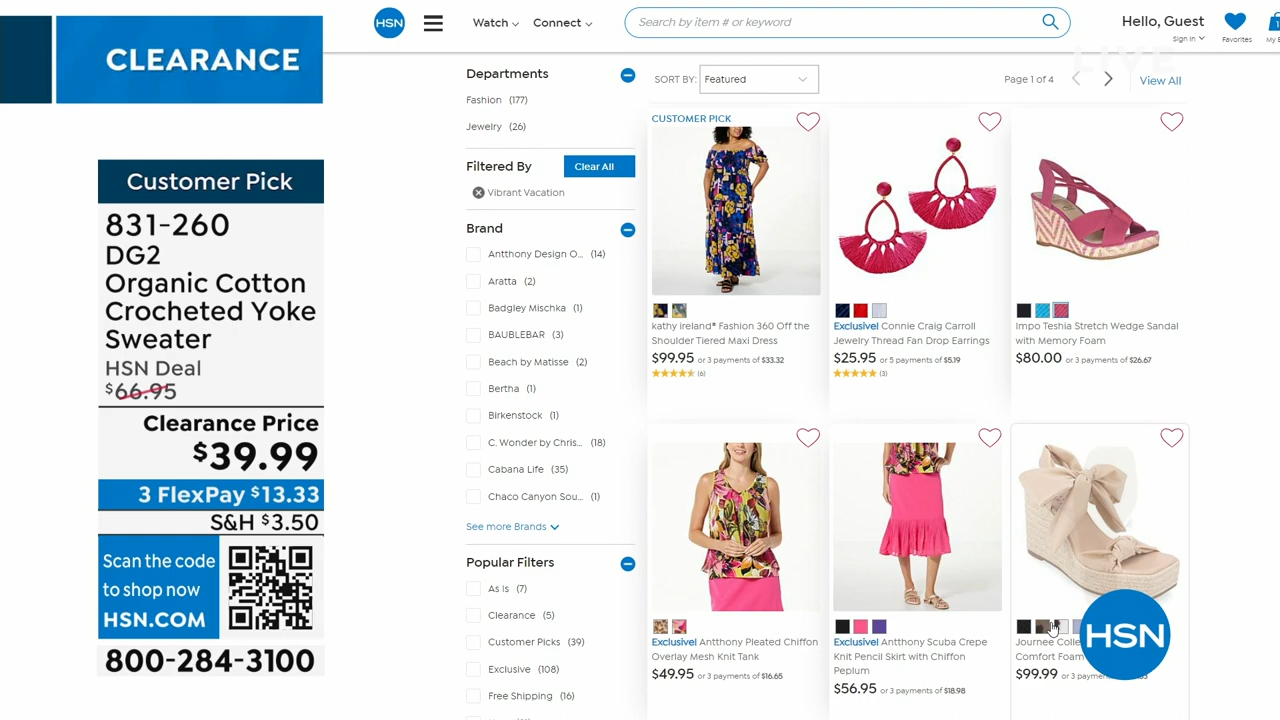 CLEARANCE
Customer Pick
831-260
DG2
Organic Cotton
Crocheted Yoke
Sweater
HSN Deal
$66.95
Clearance Price
$39.99
3 FlexPay $13.33
S&H $3.50
Scan the code
to shop now
HSN.COM
800-284-3100
HSN
Watch
Connect
Search by item # or keyword
Hello, Guest
Sign In
Favorites
LIVE
Departments
Fashion (177)
Jewelry (26)
Filtered By
Clear All
Vibrant Vacation
Brand
Antthony Design O... (14)
Aratta (2)
Badgley Mischka (1)
BAUBLEBAR (3)
Beach by Matisse (2)
Bertha (1)
Birkenstock (1)
C. Wonder by Chris... (18)
Cabana Life (35)
Chaco Canyon Sou... (1)
See more Brands
Popular Filters
As Is (7)
Clearance (5)
Customer Picks (39)
Exclusive (108)
Free Shipping (16)
SORT BY: Featured
Page 1 of 4
View All
CUSTOMER PICK
kathy ireland® Fashion 360 Off the
Shoulder Tiered Maxi Dress
$99.95 or 3 payments of $33.32
(6)
Exclusive! Connie Craig Carroll
Jewelry Thread Fan Drop Earrings
$25.95 or 5 payments of $5.19
(3)
Impo Teshia Stretch Wedge Sandal
with Memory Foam
$80.00 or 3 payments of $26.67
Exclusive! Antthony Pleated Chiffon
Overlay Mesh Knit Tank
$49.95 or 3 payments of $16.65
Exclusive! Antthony Scuba Crepe
Knit Pencil Skirt with Chiffon
Peplum
$56.95 or 3 payments of $18.98
Journee Colle
Comfort Foam
$99.99 or 3 payme
HSN